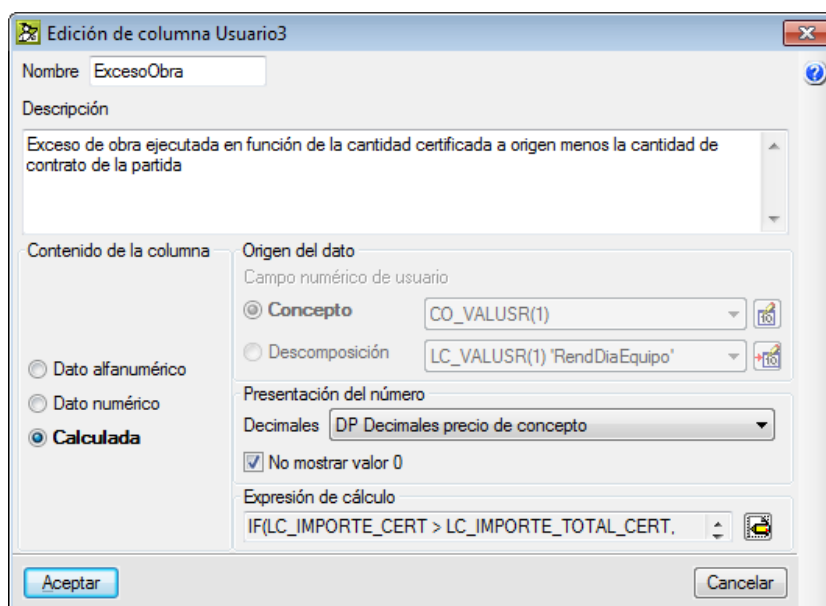 Edición de columna Usuario3
Nombre ExcesoObra
Descripción
Exceso de obra ejecutada en función de la cantidad certificada a origen menos la cantidad de
contrato de la partida
Contenido de la columna
Dato alfanumérico
Dato numérico
Calculada
Origen del dato
Campo numérico de usuario
Concepto CO_VALUSR(1)
Descomposición LC_VALUSR(1) 'RendDiaEquipo'
Presentación del número
Decimales DP Decimales precio de concepto
No mostrar valor 0
Expresión de cálculo
IF(LC_IMPORTE_CERT > LC_IMPORTE_TOTAL_CERT,
Aceptar Cancelar